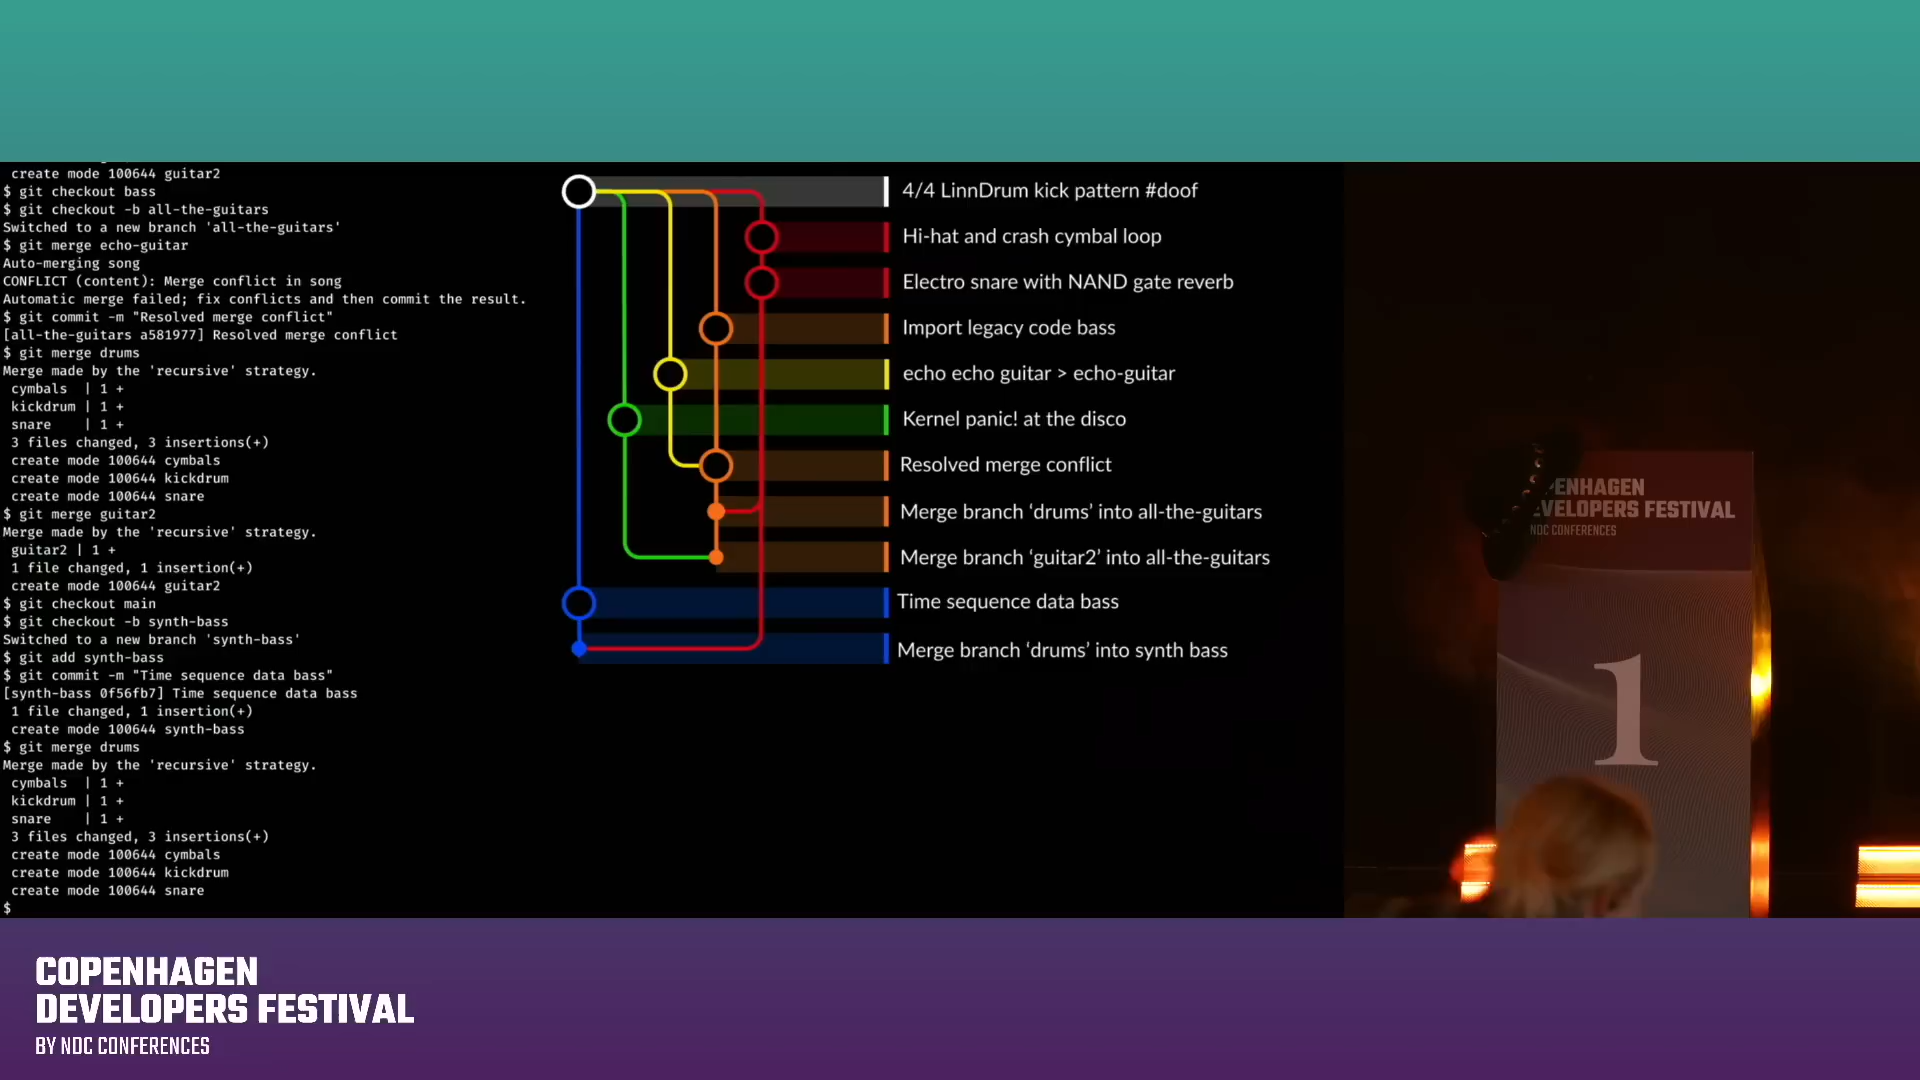 create mode 100644 guitar2
$ git checkout bass
$ git checkout -b all-the-guitars
Switched to a new branch 'all-the-guitars'
$ git merge echo-guitar
Auto-merging song
CONFLICT (content): Merge conflict in song
Automatic merge failed; fix conflicts and then commit the result.
$ git commit -m "Resolved merge conflict"
[all-the-guitars a581977] Resolved merge conflict
$ git merge drums
Merge made by the 'recursive' strategy.
cymbals | 1 +
kickdrum | 1 +
snare | 1 +
3 files changed, 3 insertions(+)
create mode 100644 cymbals
create mode 100644 kickdrum
create mode 100644 snare
$ git merge guitar2
Merge made by the 'recursive' strategy.
guitar2 | 1 +
1 file changed, 1 insertion(+)
create mode 100644 guitar2
$ git checkout main
$ git checkout -b synth-bass
Switched to a new branch 'synth-bass'
$ git add synth-bass
$ git commit -m "Time sequence data bass"
[synth-bass 0f56fb7] Time sequence data bass
1 file changed, 1 insertion(+)
create mode 100644 synth-bass
$ git merge drums
Merge made by the 'recursive' strategy.
cymbals | 1 +
kickdrum | 1 +
snare | 1 +
3 files changed, 3 insertions(+)
create mode 100644 cymbals
create mode 100644 kickdrum
create mode 100644 snare
$
4/4 LinnDrum kick pattern #doof
Hi-hat and crash cymbal loop
Electro snare with NAND gate reverb
Import legacy code bass
echo echo guitar > echo-guitar
Kernel panic! at the disco
Resolved merge conflict
Merge branch ‘drums’ into all-the-guitars
Merge branch ‘guitar2’ into all-the-guitars
Time sequence data bass
Merge branch ‘drums’ into synth bass
PENHAGEN
EVELOPERS FESTIVAL
NDC CONFERENCES
1
COPENHAGEN
DEVELOPERS FESTIVAL
BY NDC CONFERENCES